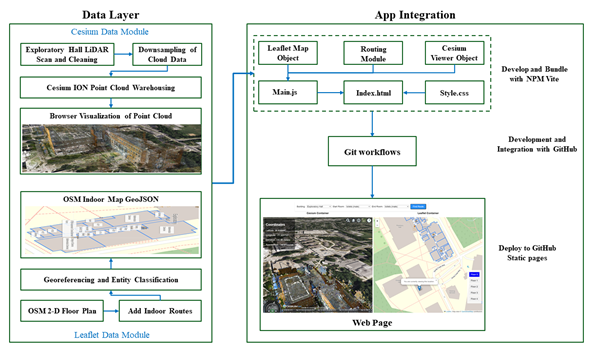 Data Layer
Cesium Data Module
Exploratory Hall LiDAR
Scan and Cleaning
Downsampling of
Cloud Data
Cesium ION Point Cloud Warehousing
Browser Visualization of Point Cloud
OSM Indoor Map GeoJSON
Georeferencing and Entity Classification
OSM 2-D Floor Plan
Add Indoor Routes
Leaflet Data Module
App Integration
Leaflet Map
Object
Routing
Module
Cesium
Viewer Object
Main.js
Index.html
Style.css
Develop and Bundle
with NPM Vite
Git workflows
Development and
Integration with GitHub
Cesium Container
Leaflet Container
Coordinates
Web Page
Deploy to GitHub
Static pages